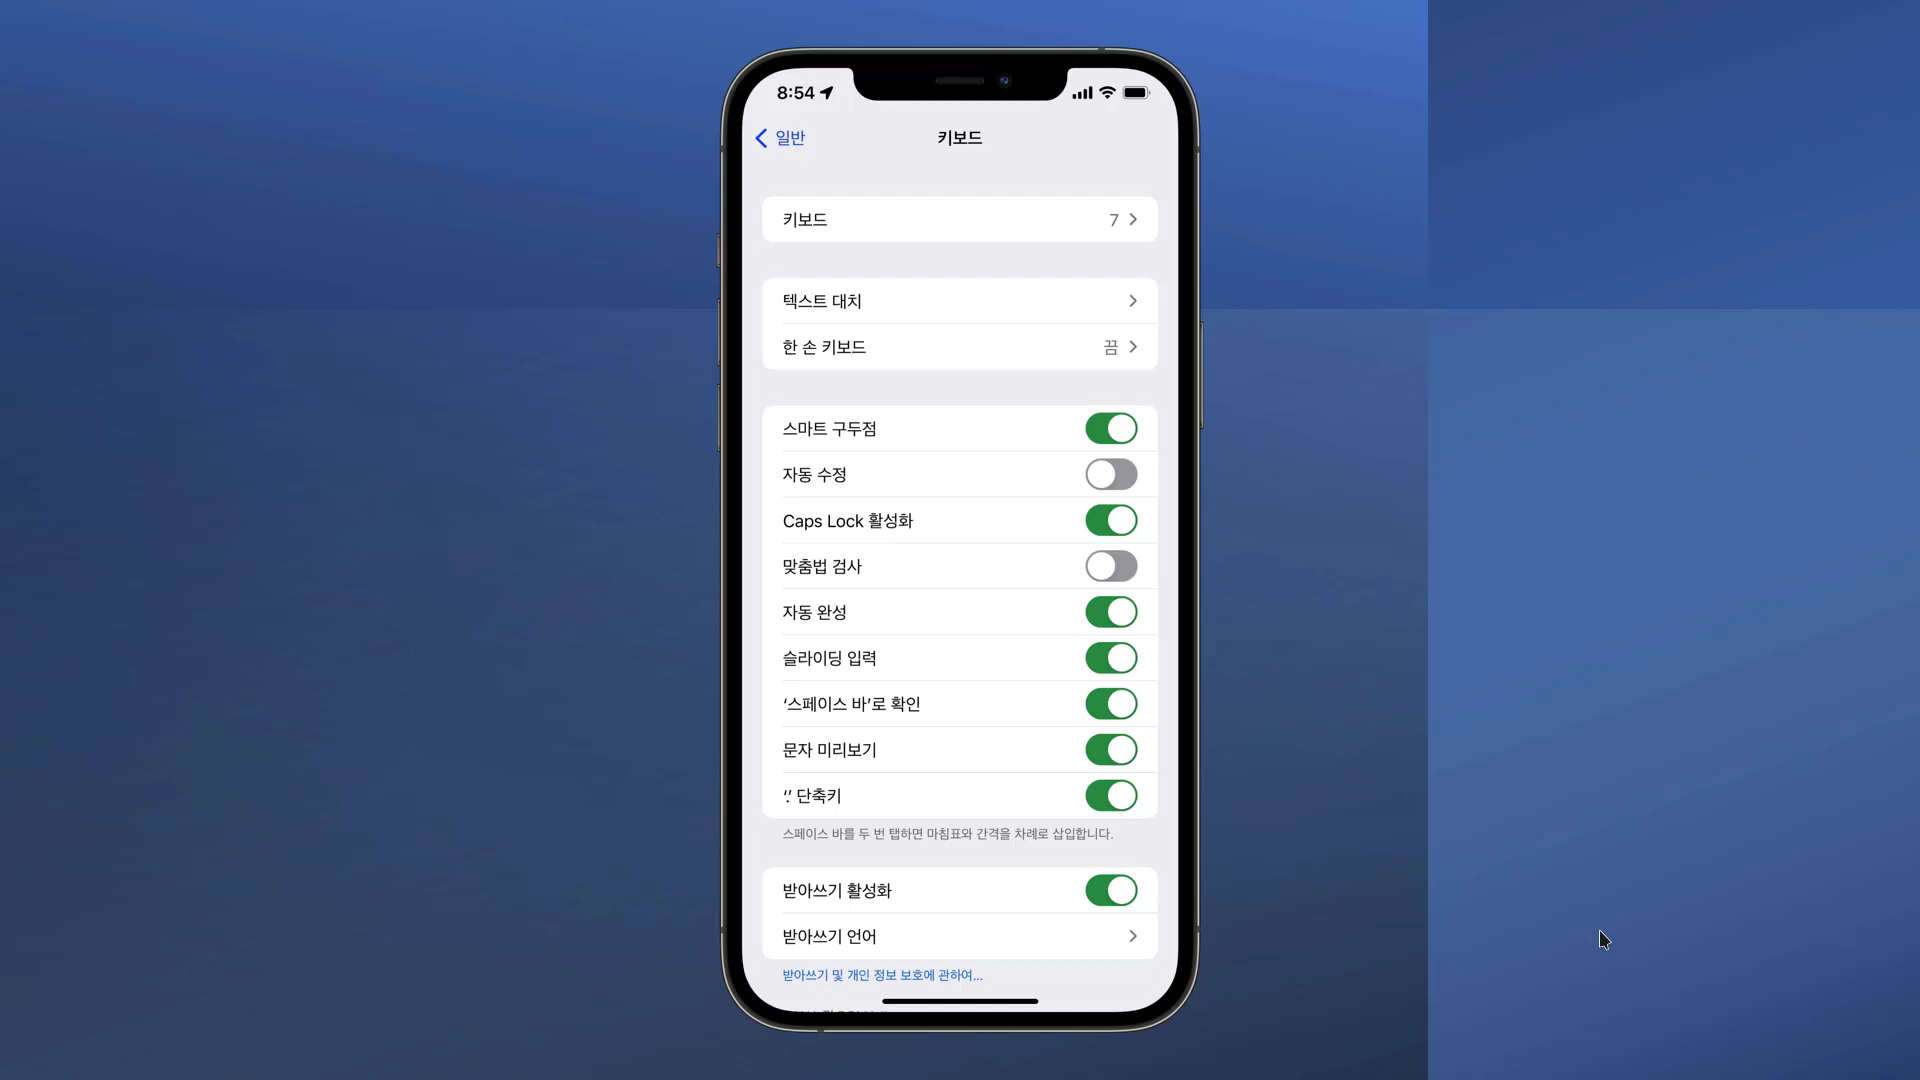 8:54
일반
키보드
키보드 7
텍스트 대치
한 손 키보드 끔
스마트 구두점
자동 수정
Caps Lock 활성화
맞춤법 검사
자동 완성
슬라이딩 입력
‘스페이스 바’로 확인
문자 미리보기
‘.’ 단축키
스페이스 바를 두 번 탭하면 마침표와 간격을 차례로 삽입합니다.
받아쓰기 활성화
받아쓰기 언어
받아쓰기 및 개인 정보 보호에 관하여...